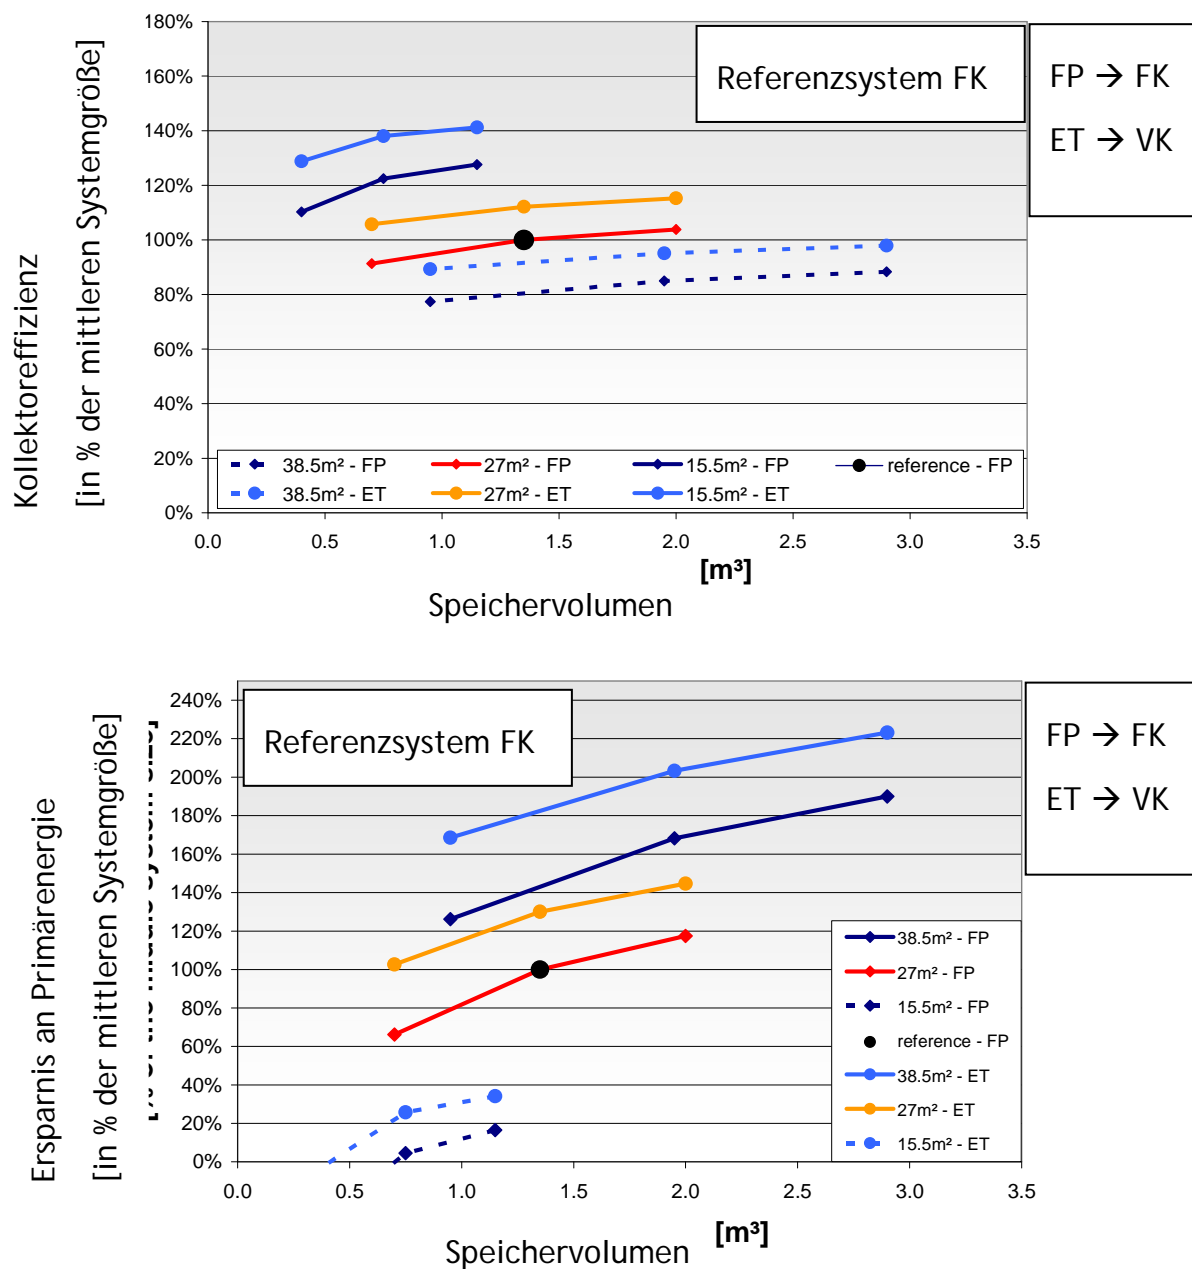 Kollektoreffizienz
[in % der mittleren Systemgröße]
180%
160%
140%
120%
100%
80%
60%
40%
20%
0%
Referenzsystem FK
FP → FK
ET → VK
38.5m² - FP
27m² - FP
15.5m² - FP
reference - FP
38.5m² - ET
27m² - ET
15.5m² - ET
0.0 0.5 1.0 1.5 2.0 2.5 3.0 3.5
[m³]
Speichervolumen
Ersparnis an Primärenergie
[in % der mittleren Systemgröße]
240%
220%
200%
180%
160%
140%
120%
100%
80%
60%
40%
20%
0%
Referenzsystem FK
FP → FK
ET → VK
38.5m² - FP
27m² - FP
15.5m² - FP
reference - FP
38.5m² - ET
27m² - ET
15.5m² - ET
0.0 0.5 1.0 1.5 2.0 2.5 3.0 3.5
[m³]
Speichervolumen